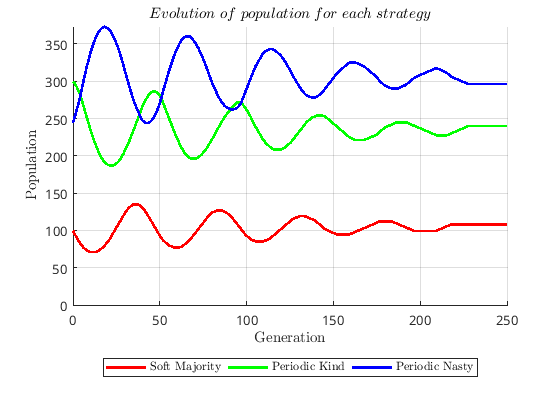 Evolution of population for each strategy
Population
350
300
250
200
150
100
50
0
0 50 100 150 200 250
Generation
Soft Majority Periodic Kind Periodic Nasty